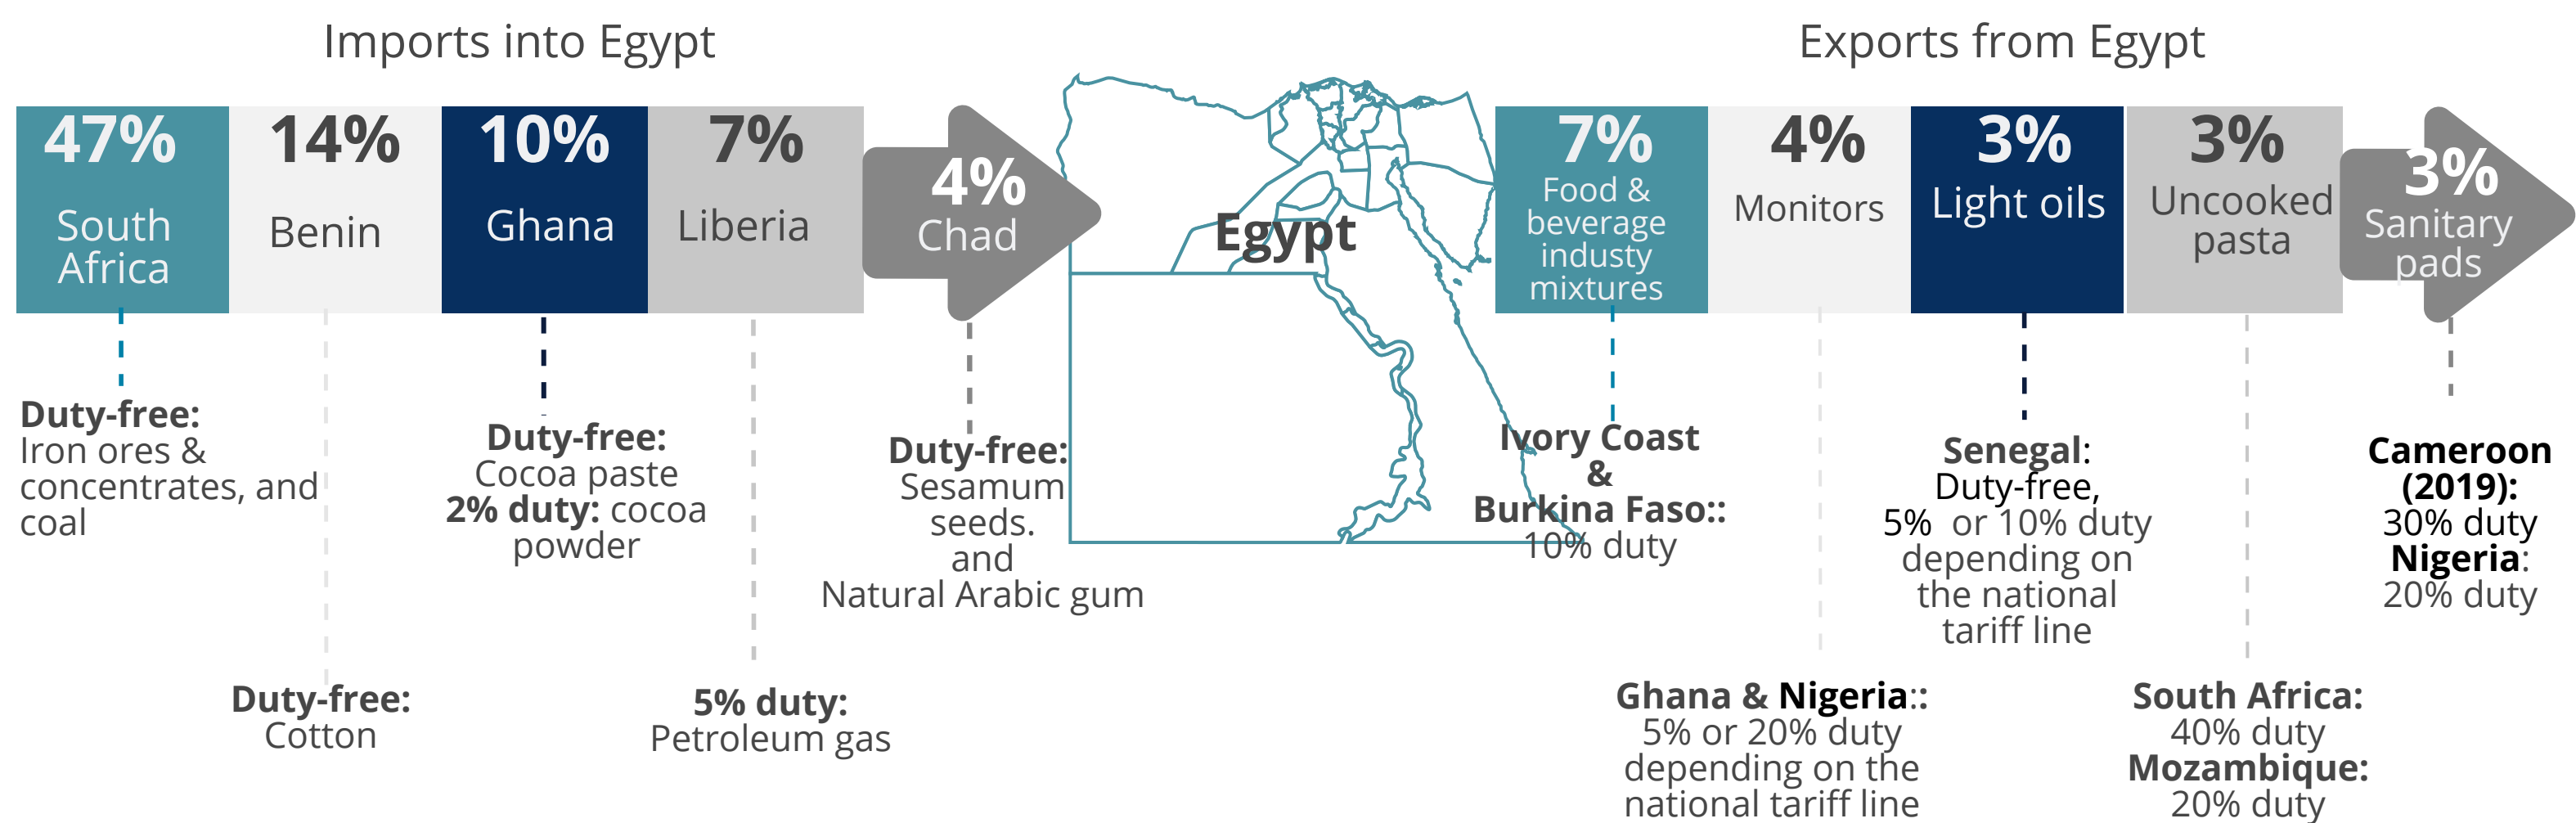 Imports into Egypt
47%
South
Africa
14%
Benin
10%
Ghana
7%
Liberia
4%
Chad
Duty-free:
Iron ores &
concentrates, and
coal
Duty-free:
Cotton
Duty-free:
Cocoa paste
2% duty: cocoa
powder
5% duty:
Petroleum gas
Duty-free:
Sesamum
seeds.
and
Natural Arabic gum
Egypt
Exports from Egypt
7%
Food &
beverage
industy
mixtures
4%
Monitors
3%
Light oils
3%
Uncooked
pasta
3%
Sanitary
pads
Ivory Coast
&
Burkina Faso::
10% duty
Ghana & Nigeria::
5% or 20% duty
depending on the
national tariff line
Senegal:
Duty-free,
5%  or 10% duty
depending on
the national
tariff line
South Africa:
40% duty
Mozambique:
20% duty
Cameroon
(2019):
30% duty
Nigeria:
20% duty